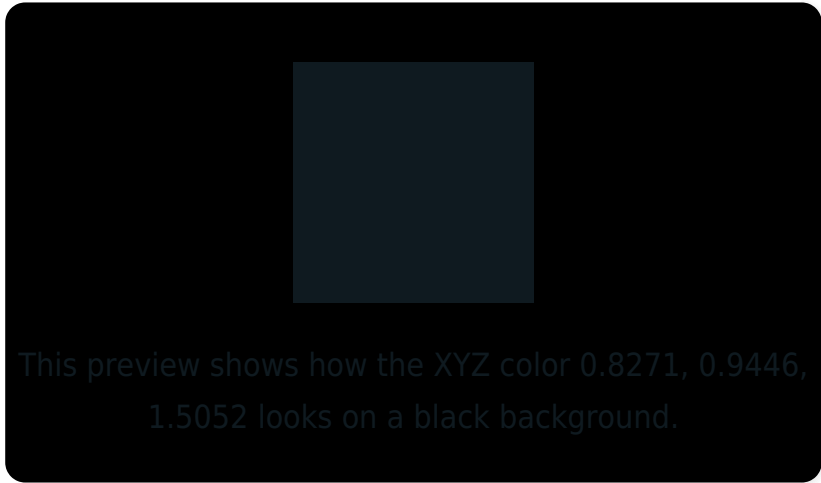 This preview shows how the XYZ color 0.8271, 0.9446,
1.5052 looks on a black background.